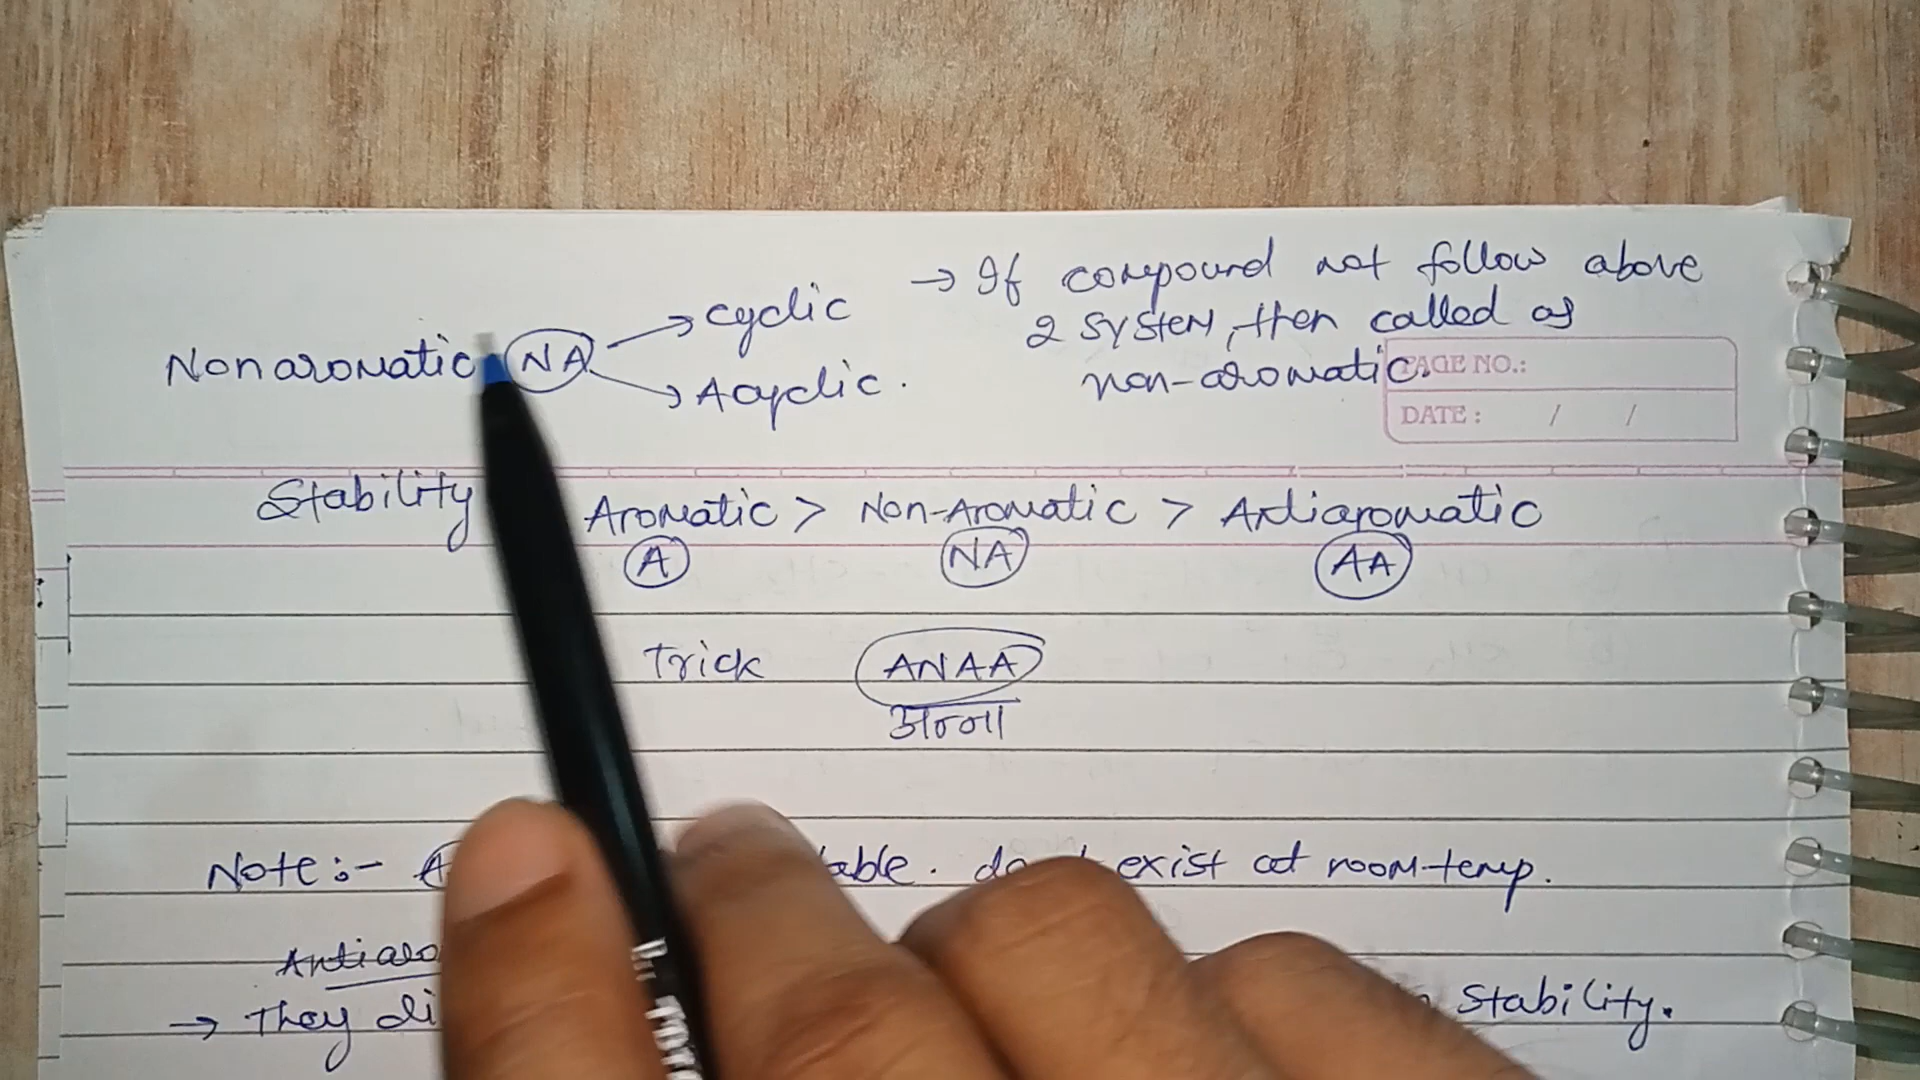 → If compound not follow above
2 system, then called as
non-aromatic.
Nonaromatic NA → cyclic
→ Acyclic.
PAGE NO.:
DATE: / /
Stability Aromatic > Non-Aromatic > Antiaromatic
A NA AA
Trick ANAA
अन्ना
Note:- exist at room temp.
→ They Stability.